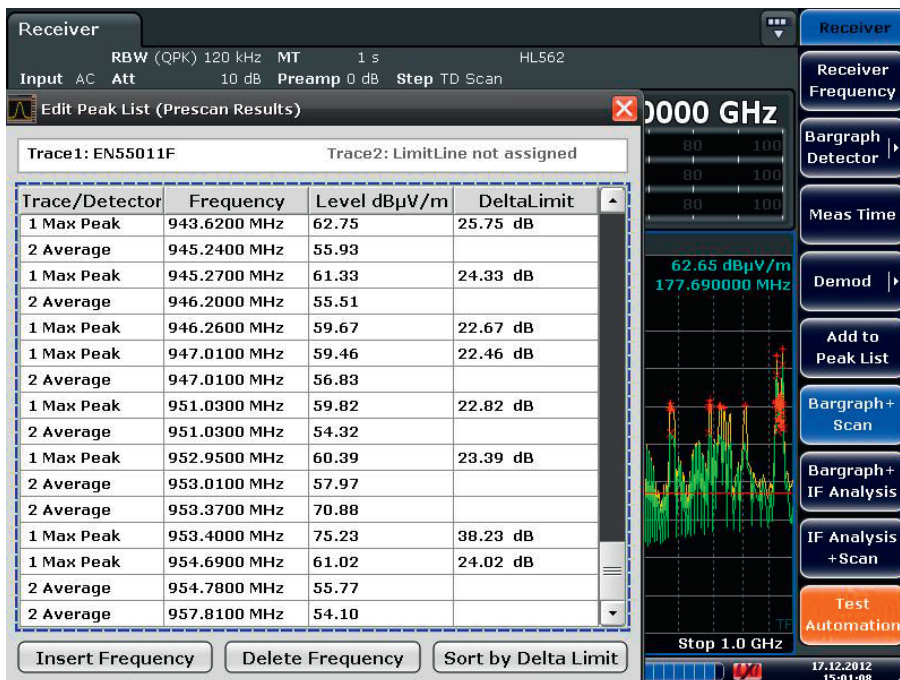 Receiver
RBW (QPK) 120 kHz MT 1 s HL562
Input AC Att 10 dB Preamp 0 dB Step TD Scan
Edit Peak List (Prescan Results)
0000 GHz
Trace1: EN55011F Trace2: LimitLine not assigned
80 100
80 100
80 100
Trace/Detector Frequency Level dBµV/m DeltaLimit
1 Max Peak 943.6200 MHz 62.75 25.75 dB
2 Average 945.2400 MHz 55.93
1 Max Peak 945.2700 MHz 61.33 24.33 dB
2 Average 946.2000 MHz 55.51
1 Max Peak 946.2600 MHz 59.67 22.67 dB
1 Max Peak 947.0100 MHz 59.46 22.46 dB
2 Average 947.0100 MHz 56.83
1 Max Peak 951.0300 MHz 59.82 22.82 dB
2 Average 951.0300 MHz 54.32
1 Max Peak 952.9500 MHz 60.39 23.39 dB
2 Average 953.0100 MHz 57.97
2 Average 953.3700 MHz 70.88
1 Max Peak 953.4000 MHz 75.23 38.23 dB
1 Max Peak 954.6900 MHz 61.02 24.02 dB
2 Average 954.7800 MHz 55.77
2 Average 957.8100 MHz 54.10
Insert Frequency Delete Frequency Sort by Delta Limit
62.65 dBµV/m
177.690000 MHz
TF
Stop 1.0 GHz
LXI
Receiver
Receiver
Frequency
Bargraph
Detector
Meas Time
Demod
Add to
Peak List
Bargraph+
Scan
Bargraph+
IF Analysis
IF Analysis
+Scan
Test
Automation
17.12.2012
15:01:08